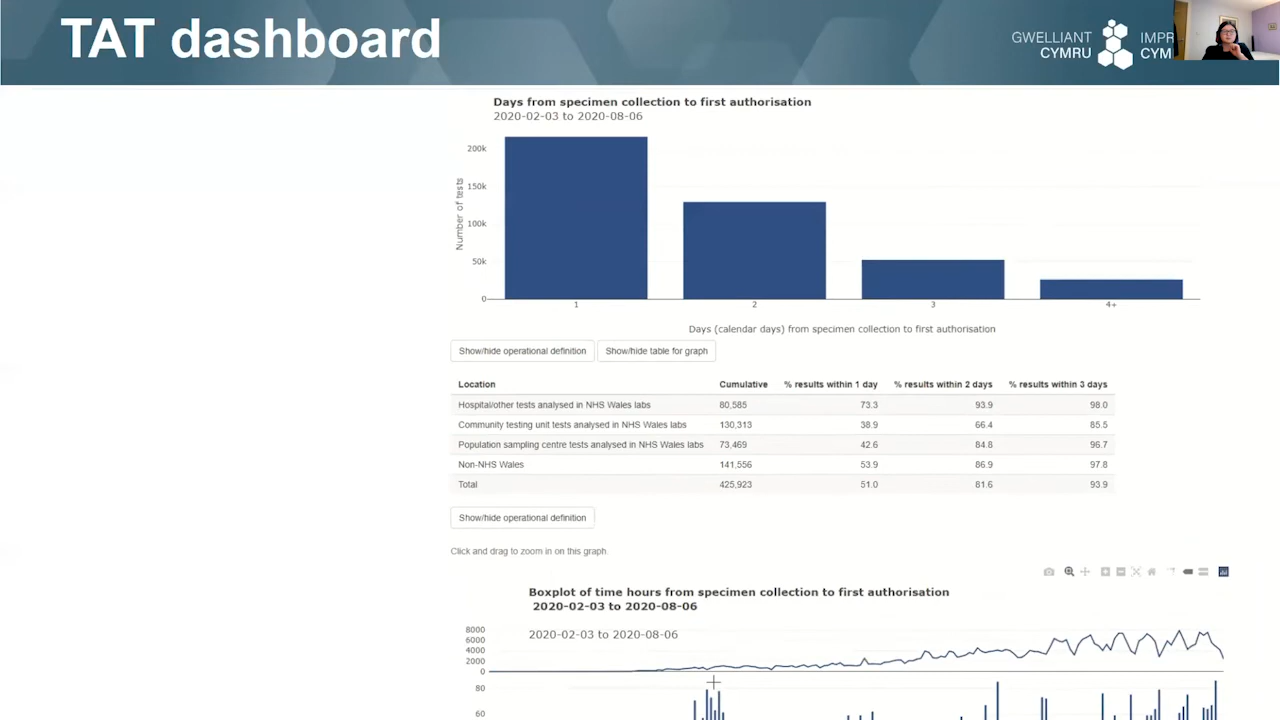 TAT dashboard
GWELLIANT
CYMRU
IMPR
CYM
Days from specimen collection to first authorisation
2020-02-03 to 2020-08-06
200k
150k
100k
50k
0
Number of tests
1 2 3 4+
Days (calendar days) from specimen collection to first authorisation
Show/hide operational definition Show/hide table for graph
Location Cumulative % results within 1 day % results within 2 days % results within 3 days
Hospital/other tests analysed in NHS Wales labs 80,585 73.3 93.9 98.0
Community testing unit tests analysed in NHS Wales labs 130,313 38.9 66.4 85.5
Population sampling centre tests analysed in NHS Wales labs 73,469 42.6 84.8 96.7
Non-NHS Wales 141,556 53.9 86.9 97.8
Total 425,923 51.0 81.6 93.9
Show/hide operational definition
Click and drag to zoom in on this graph.
Boxplot of time hours from specimen collection to first authorisation
2020-02-03 to 2020-08-06
2020-02-03 to 2020-08-06
8000
6000
4000
2000
0
80
60